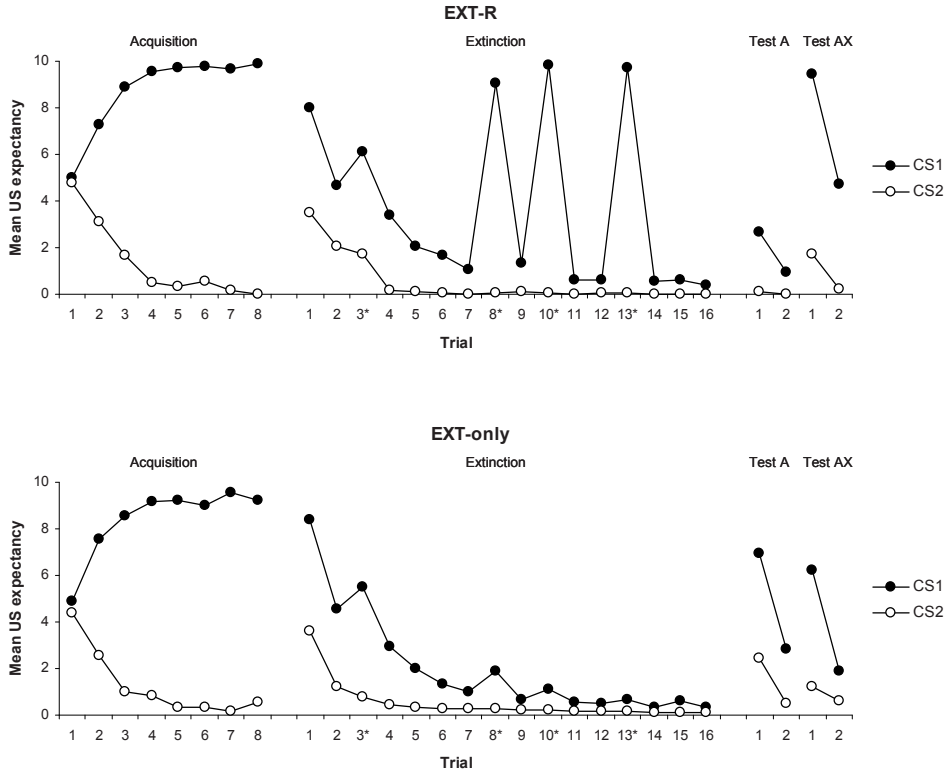 EXT-R
Acquisition Extinction Test A Test AX
Mean US expectancy
10
8
6
4
2
0
CS1
CS2
1 2 3 4 5 6 7 8 1 2 3* 4 5 6 7 8* 9 10* 11 12 13* 14 15 16 1 2 1 2
Trial
EXT-only
Acquisition Extinction Test A Test AX
Mean US expectancy
10
8
6
4
2
0
CS1
CS2
1 2 3 4 5 6 7 8 1 2 3* 4 5 6 7 8* 9 10* 11 12 13* 14 15 16 1 2 1 2
Trial